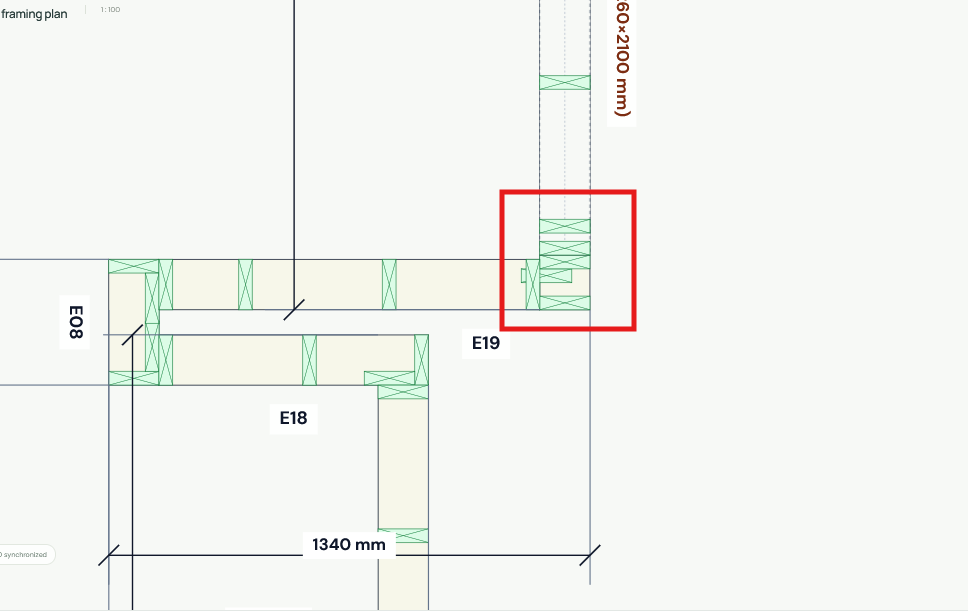 framing plan
1:100
60×2100 mm)
E08
E19
E18
1340 mm
synchronized